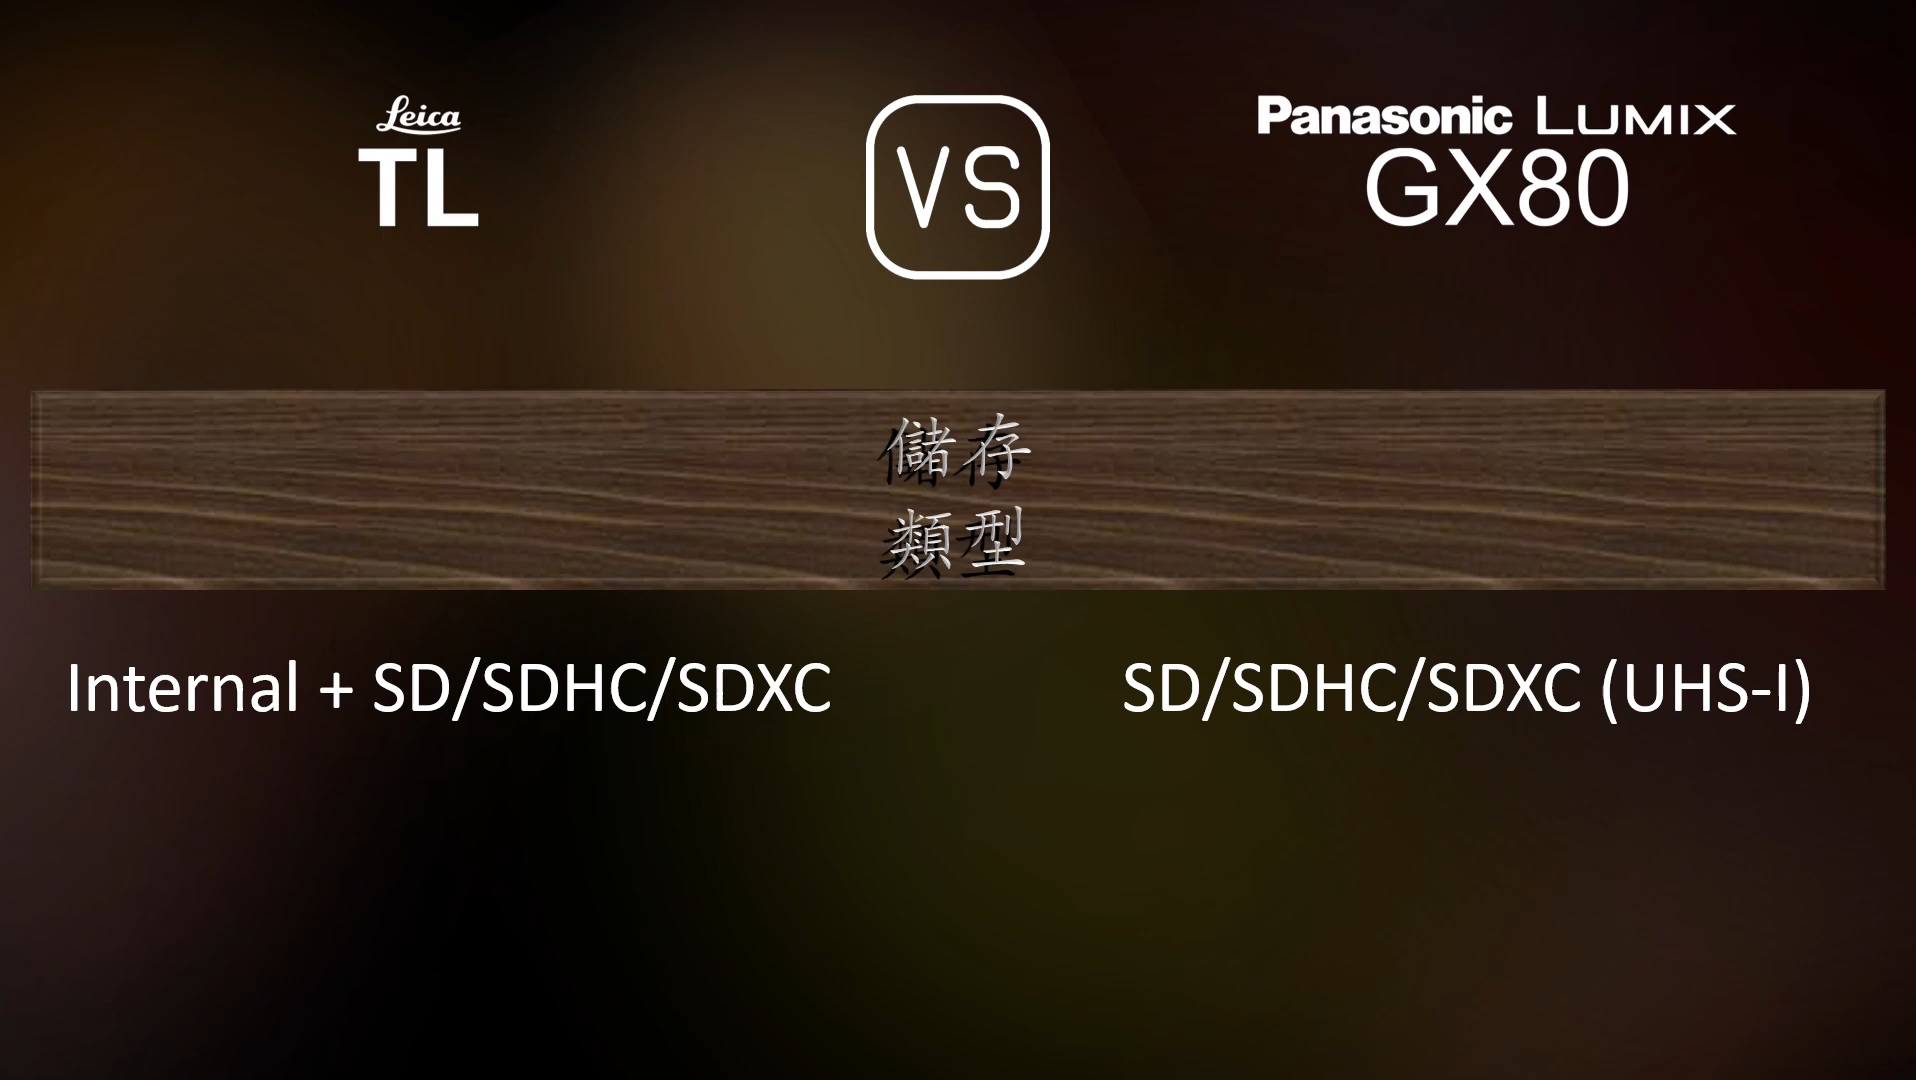 Leica
TL
VS
Panasonic LUMIX
GX80
儲存
類型
Internal + SD/SDHC/SDXC
SD/SDHC/SDXC (UHS-I)